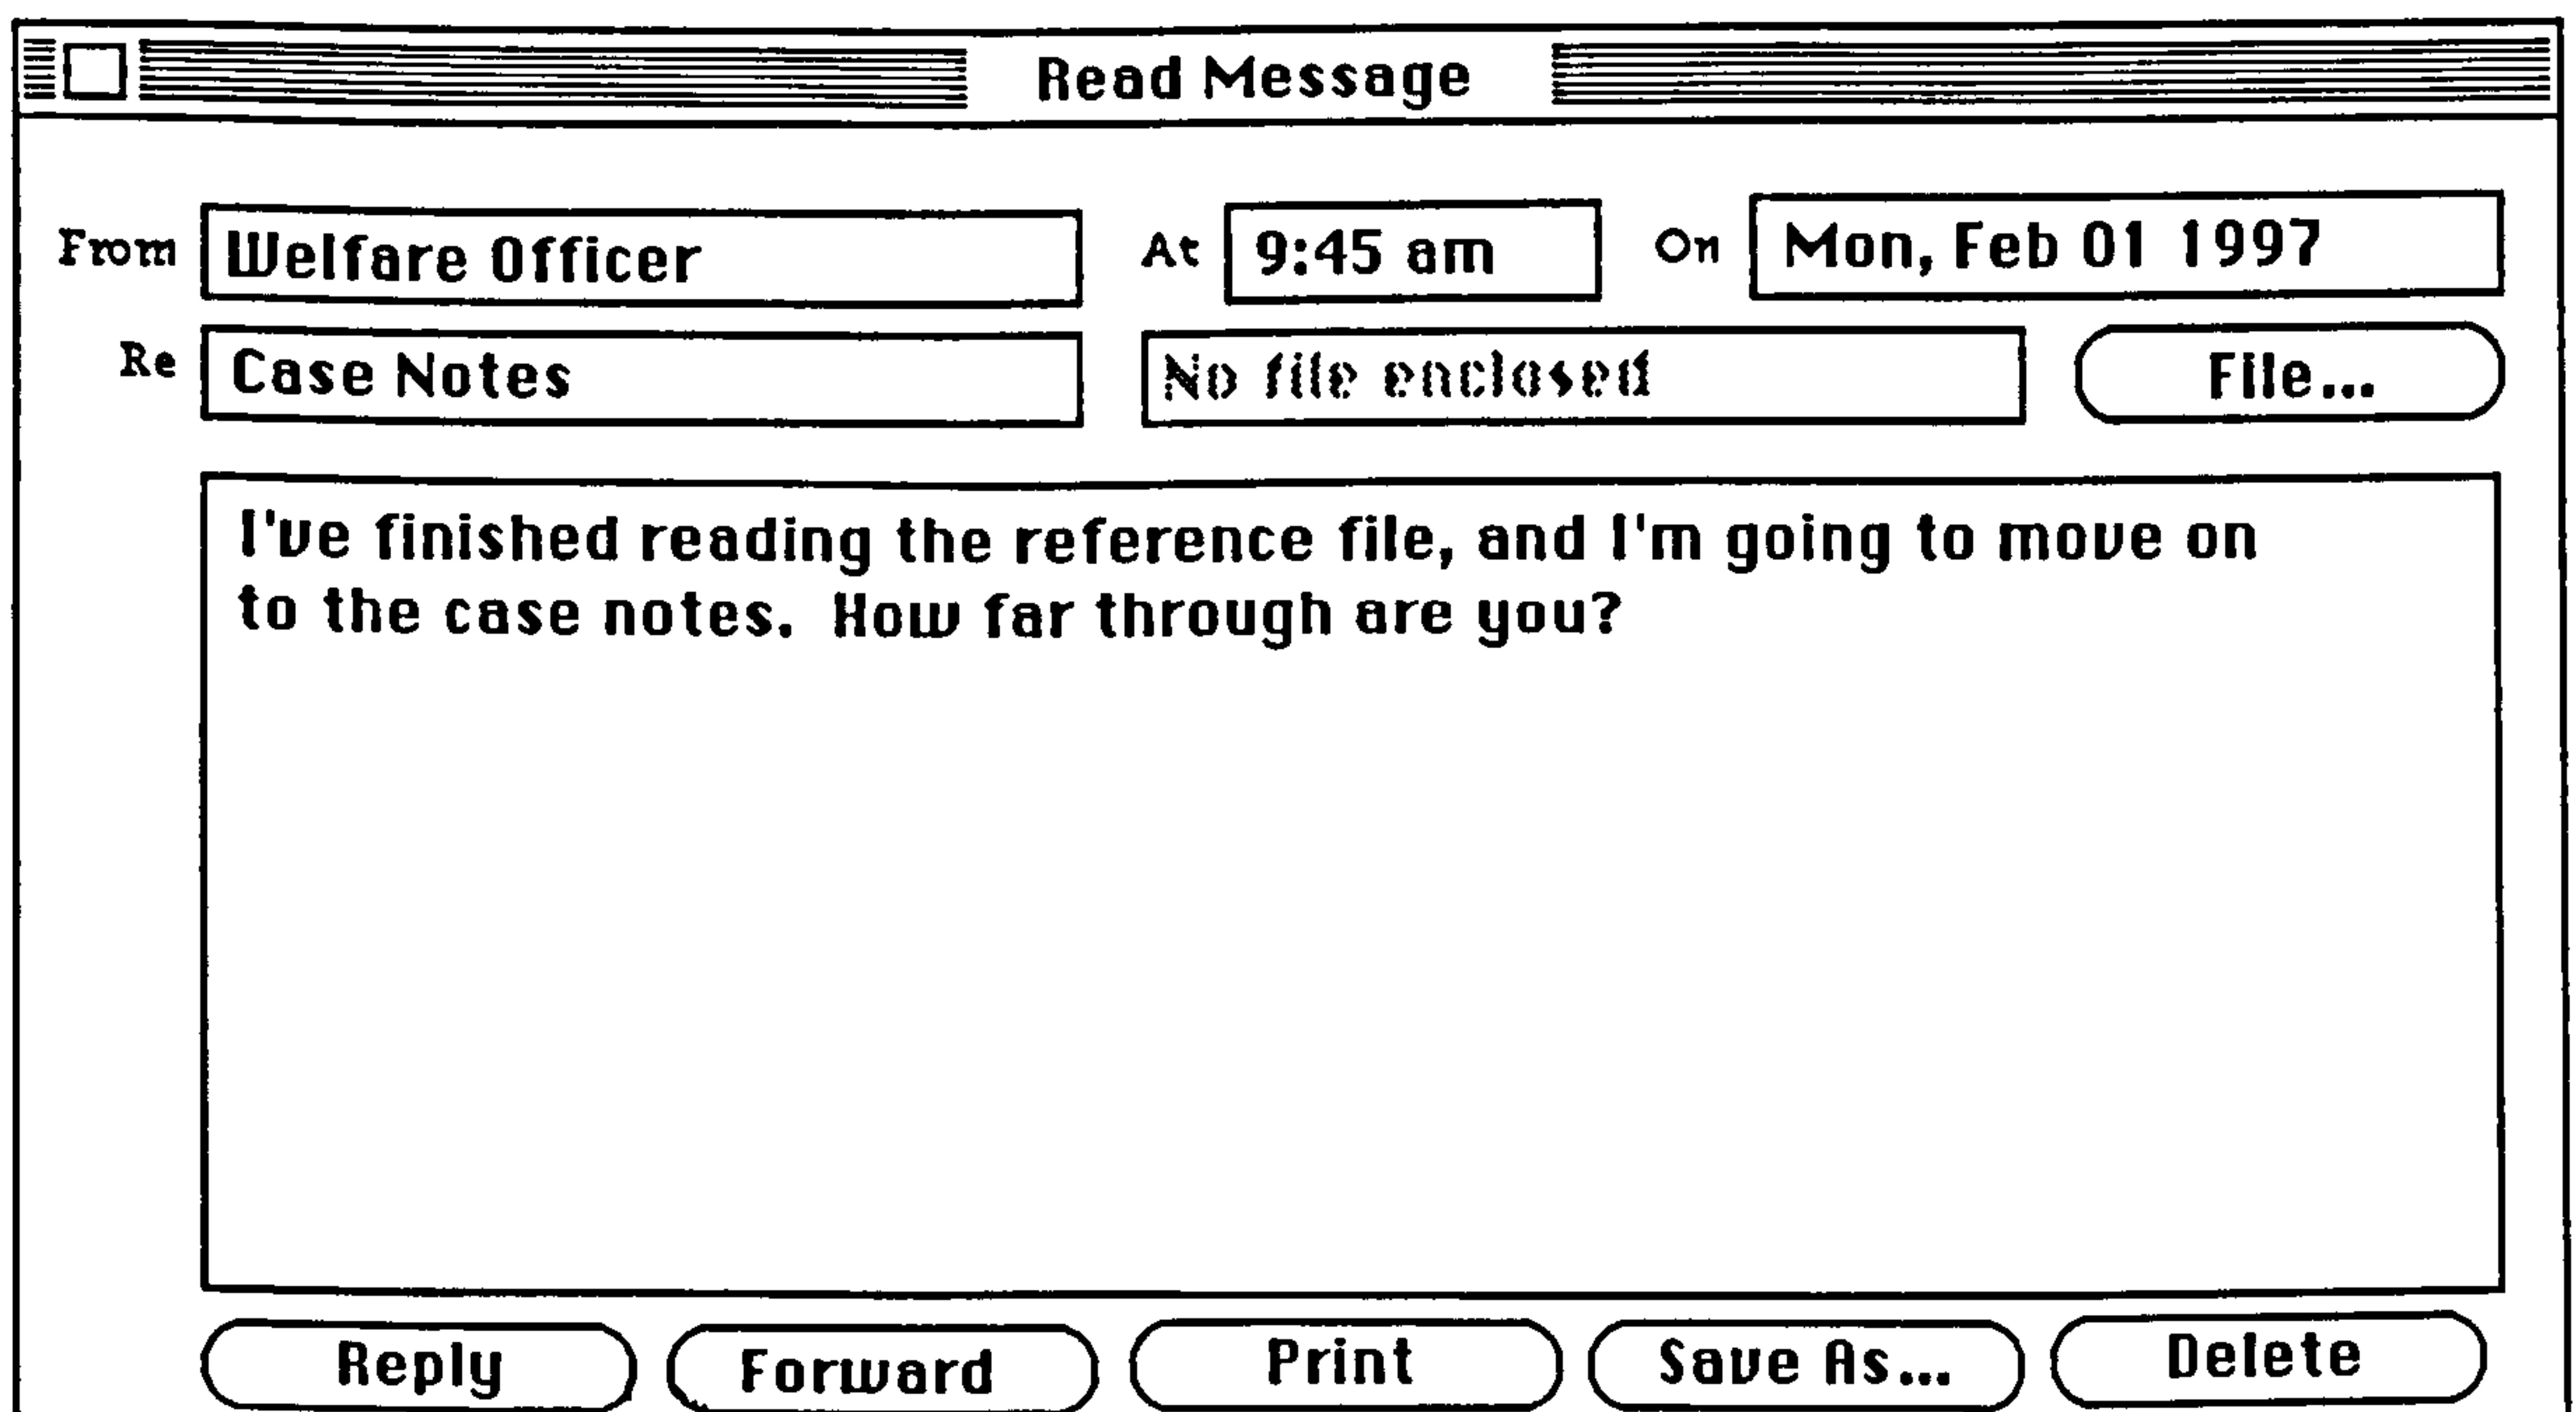 Read Message
From Welfare Officer At 9:45 am On Mon, Feb 01 1997
Re Case Notes No file enclosed File...
I've finished reading the reference file, and I'm going to move on
to the case notes.  How far through are you?
Reply Forward Print Save As... Delete